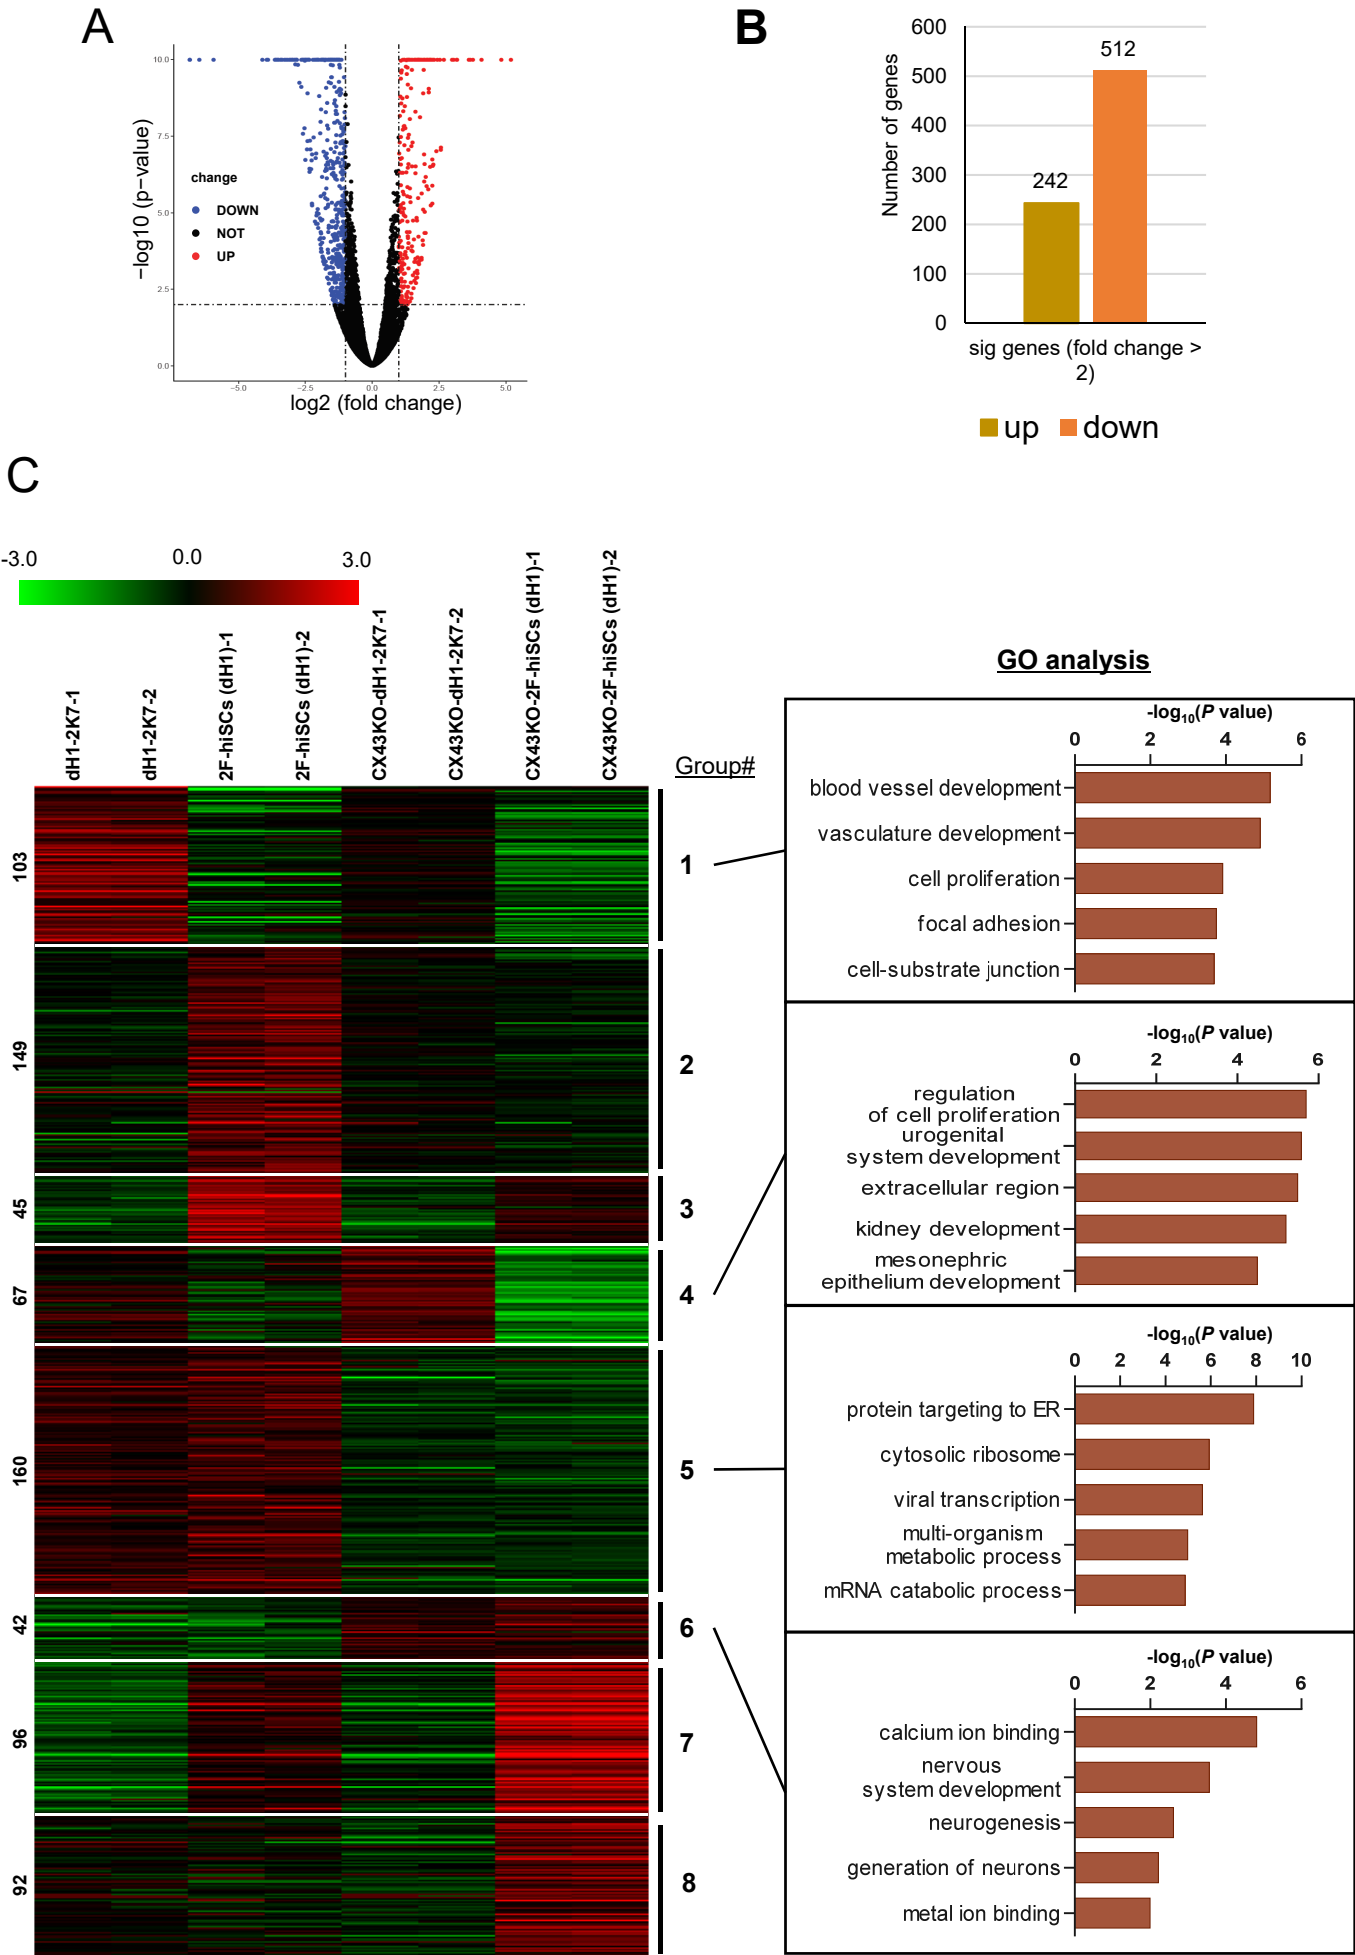 A
10.0
7.5
5.0
2.5
0.0
−log10 (p−value)
change
DOWN
NOT
UP
−5.0
−2.5
0.0
2.5
5.0
log2 (fold change)
B
Number of genes
600
500
400
300
200
100
0
242
512
sig genes (fold change >
2)
up
down
C
-3.0
0.0
3.0
dH1-2K7-1
dH1-2K7-2
2F-hiSCs (dH1)-1
2F-hiSCs (dH1)-2
CX43KO-dH1-2K7-1
CX43KO-dH1-2K7-2
CX43KO-2F-hiSCs (dH1)-1
CX43KO-2F-hiSCs (dH1)-2
Group#
103
149
45
67
160
42
96
92
1
2
3
4
5
6
7
8
GO analysis
-log10(P value)
0 2 4 6
blood vessel development
vasculature development
cell proliferation
focal adhesion
cell-substrate junction
-log10(P value)
0 2 4 6
regulation
of cell proliferation
urogenital
system development
extracellular region
kidney development
mesonephric
epithelium development
-log10(P value)
0 2 4 6 8 10
protein targeting to ER
cytosolic ribosome
viral transcription
multi-organism
metabolic process
mRNA catabolic process
-log10(P value)
0 2 4 6
calcium ion binding
nervous
system development
neurogenesis
generation of neurons
metal ion binding